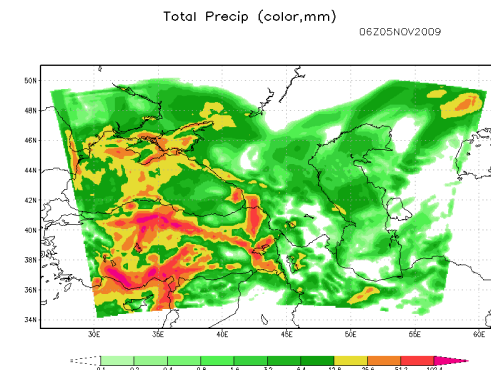 Total Precip (color,mm)
06Z05NOV2009
50N
48N
46N
44N
42N
40N
38N
36N
34N
30E 35E 40E 45E 50E 55E 60E
0.1 0.2 0.4 0.8 1.6 3.2 6.4 12.8 25.6 51.2 102.4